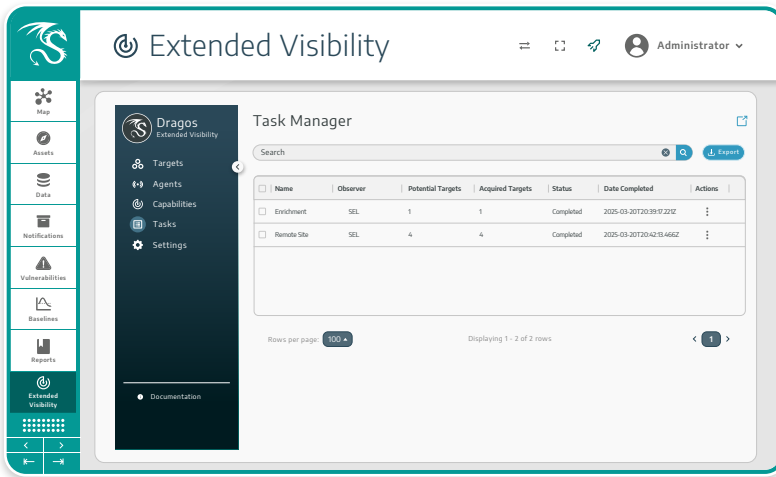 Extended Visibility
Administrator
Map
Assets
Data
Notifications
Vulnerabilities
Baselines
Reports
Extended
Visibility
Dragos
Extended Visibility
Targets
Agents
Capabilities
Tasks
Settings
Documentation
Task Manager
Search
Export
Name Observer Potential Targets Acquired Targets Status Date Completed Actions
Enrichment SEL 1 1 Completed 2025-03-20T20:39:17.221Z
Remote Site SEL 4 4 Completed 2025-03-20T20:42:13.466Z
Rows per page: 100 Displaying 1 - 2 of 2 rows 1